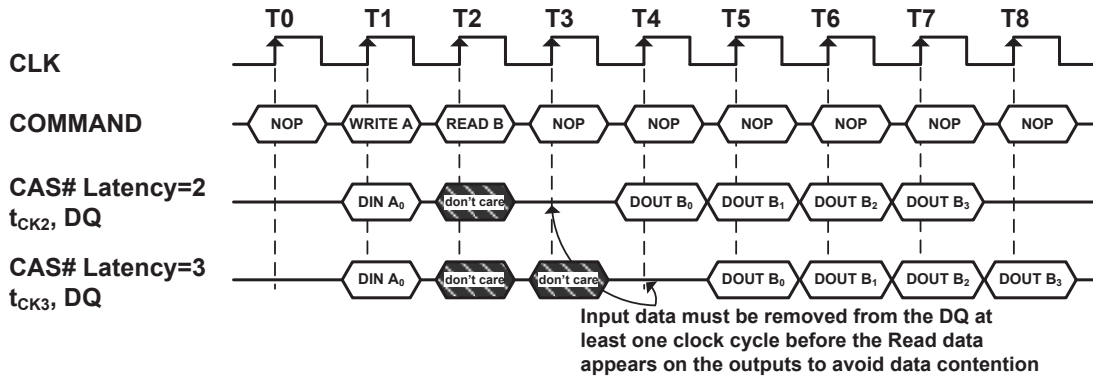 T0 T1 T2 T3 T4 T5 T6 T7 T8
CLK
COMMAND NOP WRITE A READ B NOP NOP NOP NOP NOP NOP
CAS# Latency=2
tCK2, DQ DIN A0 don't care DOUT B0 DOUT B1 DOUT B2 DOUT B3
CAS# Latency=3
tCK3, DQ DIN A0 don't care don't care DOUT B0 DOUT B1 DOUT B2 DOUT B3
Input data must be removed from the DQ at
least one clock cycle before the Read data
appears on the outputs to avoid data contention